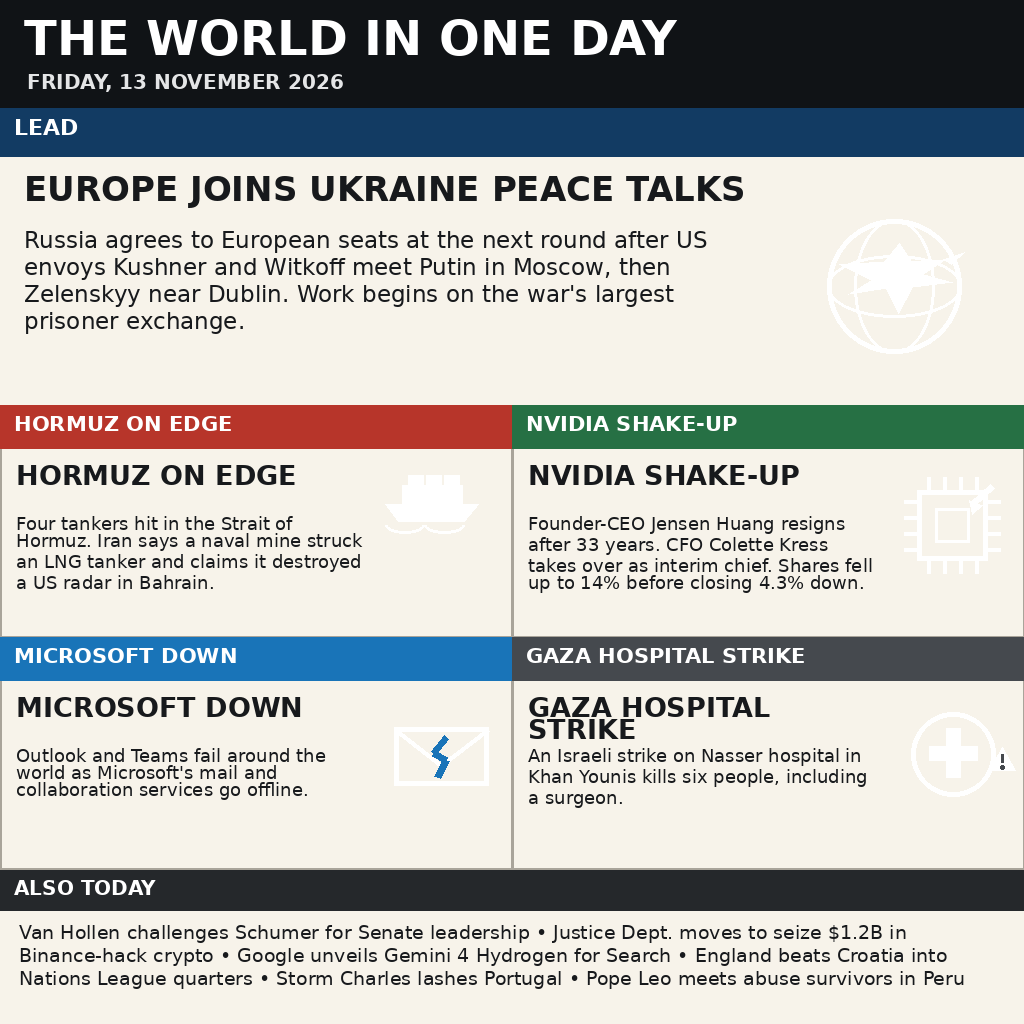 THE WORLD IN ONE DAY
FRIDAY, 13 NOVEMBER 2026
LEAD
EUROPE JOINS UKRAINE PEACE TALKS
Russia agrees to European seats at the next round after US
envoys Kushner and Witkoff meet Putin in Moscow, then
Zelenskyy near Dublin. Work begins on the war's largest
prisoner exchange.
HORMUZ ON EDGE
HORMUZ ON EDGE
Four tankers hit in the Strait of
Hormuz. Iran says a naval mine struck
an LNG tanker and claims it destroyed
a US radar in Bahrain.
NVIDIA SHAKE-UP
NVIDIA SHAKE-UP
Founder-CEO Jensen Huang resigns
after 33 years. CFO Colette Kress
takes over as interim chief. Shares fell
up to 14% before closing 4.3% down.
MICROSOFT DOWN
MICROSOFT DOWN
Outlook and Teams fail around the
world as Microsoft's mail and
collaboration services go offline.
GAZA HOSPITAL STRIKE
GAZA HOSPITAL
STRIKE
An Israeli strike on Nasser hospital in
Khan Younis kills six people, including
a surgeon.
!
ALSO TODAY
Van Hollen challenges Schumer for Senate leadership • Justice Dept. moves to seize $1.2B in
Binance-hack crypto • Google unveils Gemini 4 Hydrogen for Search • England beats Croatia into
Nations League quarters • Storm Charles lashes Portugal • Pope Leo meets abuse survivors in Peru